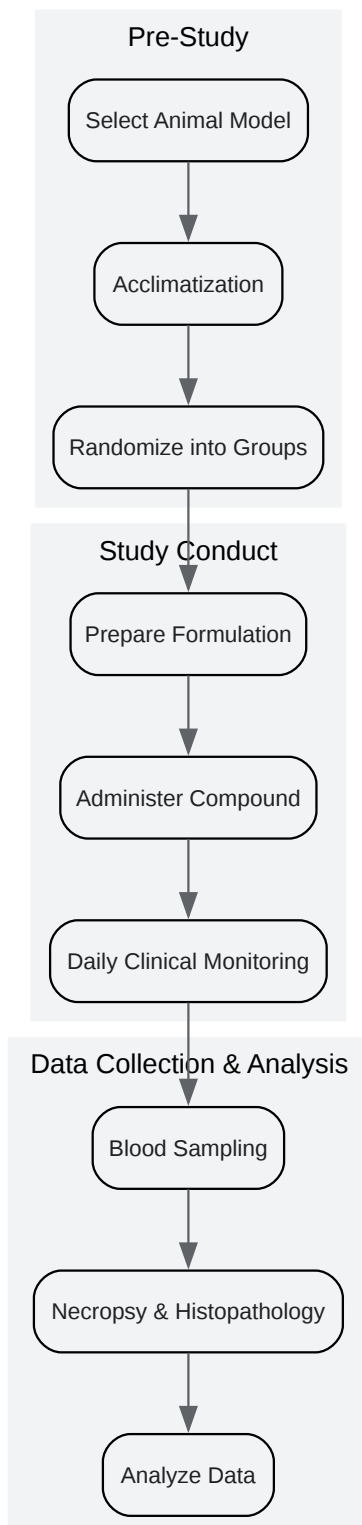 Pre-Study
Select Animal Model
Acclimatization
Randomize into Groups
Study Conduct
Prepare Formulation
Administer Compound
Daily Clinical Monitoring
Data Collection & Analysis
Blood Sampling
Necropsy & Histopathology
Analyze Data